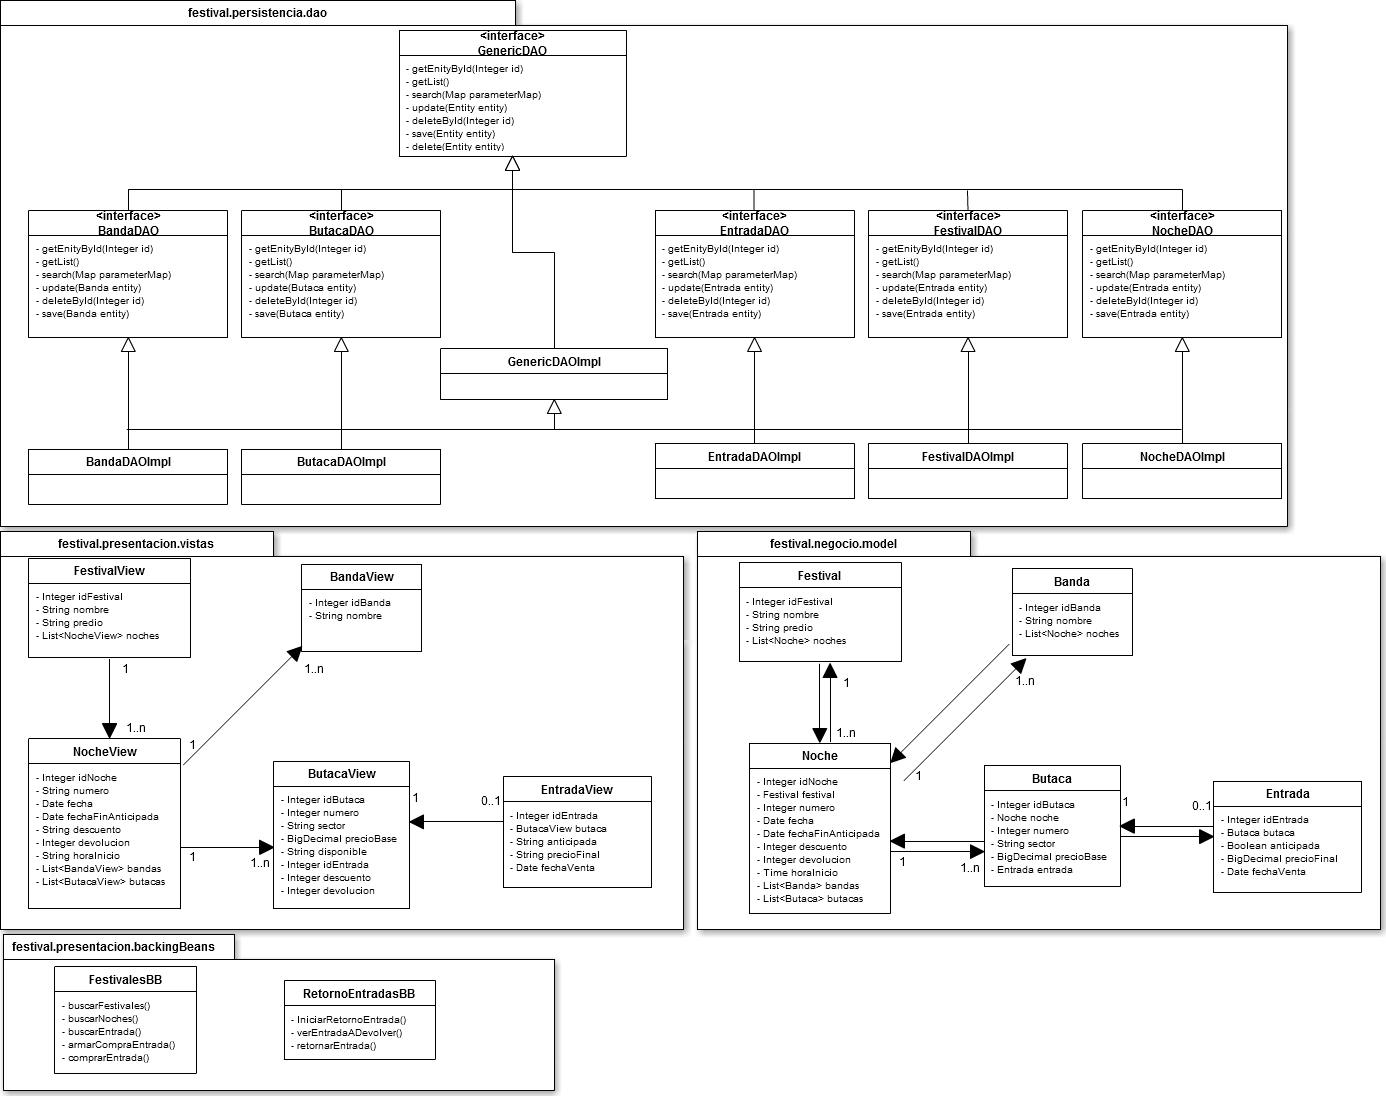 festival.persistencia.dao
<interface>
GenericDAO
- getEnityById(Integer id)
- getList()
- search(Map parameterMap)
- update(Entity entity)
- deleteById(Integer id)
- save(Entity entity)
- delete(Entity entity)
<interface>
BandaDAO
- getEnityById(Integer id)
- getList()
- search(Map parameterMap)
- update(Banda entity)
- deleteById(Integer id)
- save(Banda entity)
<interface>
ButacaDAO
- getEnityById(Integer id)
- getList()
- search(Map parameterMap)
- update(Butaca entity)
- deleteById(Integer id)
- save(Butaca entity)
<interface>
EntradaDAO
- getEnityById(Integer id)
- getList()
- search(Map parameterMap)
- update(Entrada entity)
- deleteById(Integer id)
- save(Entrada entity)
<interface>
FestivalDAO
- getEnityById(Integer id)
- getList()
- search(Map parameterMap)
- update(Entrada entity)
- deleteById(Integer id)
- save(Entrada entity)
<interface>
NocheDAO
- getEnityById(Integer id)
- getList()
- search(Map parameterMap)
- update(Entrada entity)
- deleteById(Integer id)
- save(Entrada entity)
GenericDAOImpl
BandaDAOImpl
ButacaDAOImpl
EntradaDAOImpl
FestivalDAOImpl
NocheDAOImpl
festival.presentacion.vistas
FestivalView
- Integer idFestival
- String nombre
- String predio
- List<NocheView> noches
BandaView
- Integer idBanda
- String nombre
1
1..n
1..n
1
NocheView
- Integer idNoche
- String numero
- Date fecha
- Date fechaFinAnticipada
- String descuento
- Integer devolucion
- String horaInicio
- List<BandaView> bandas
- List<ButacaView> butacas
1
1..n
ButacaView
- Integer idButaca
- Integer numero
- String sector
- BigDecimal precioBase
- String disponible
- Integer idEntrada
- Integer descuento
- Integer devolucion
1
0..1
EntradaView
- Integer idEntrada
- ButacaView butaca
- String anticipada
- String precioFinal
- Date fechaVenta
festival.negocio.model
Festival
- Integer idFestival
- String nombre
- String predio
- List<Noche> noches
Banda
- Integer idBanda
- String nombre
- List<Noche> noches
1
1..n
1..n
1
Noche
- Integer idNoche
- Festival festival
- Integer numero
- Date fecha
- Date fechaFinAnticipada
- Integer descuento
- Integer devolucion
- Time horaInicio
- List<Banda> bandas
- List<Butaca> butacas
1
1..n
Butaca
- Integer idButaca
- Noche noche
- Integer numero
- String sector
- BigDecimal precioBase
- Entrada entrada
1
0..1
Entrada
- Integer idEntrada
- Butaca butaca
- Boolean anticipada
- BigDecimal precioFinal
- Date fechaVenta
festival.presentacion.backingBeans
FestivalesBB
- buscarFestivales()
- buscarNoches()
- buscarEntrada()
- armarCompraEntrada()
- comprarEntrada()
RetornoEntradasBB
- IniciarRetornoEntrada()
- verEntradaADevolver()
- retornarEntrada()